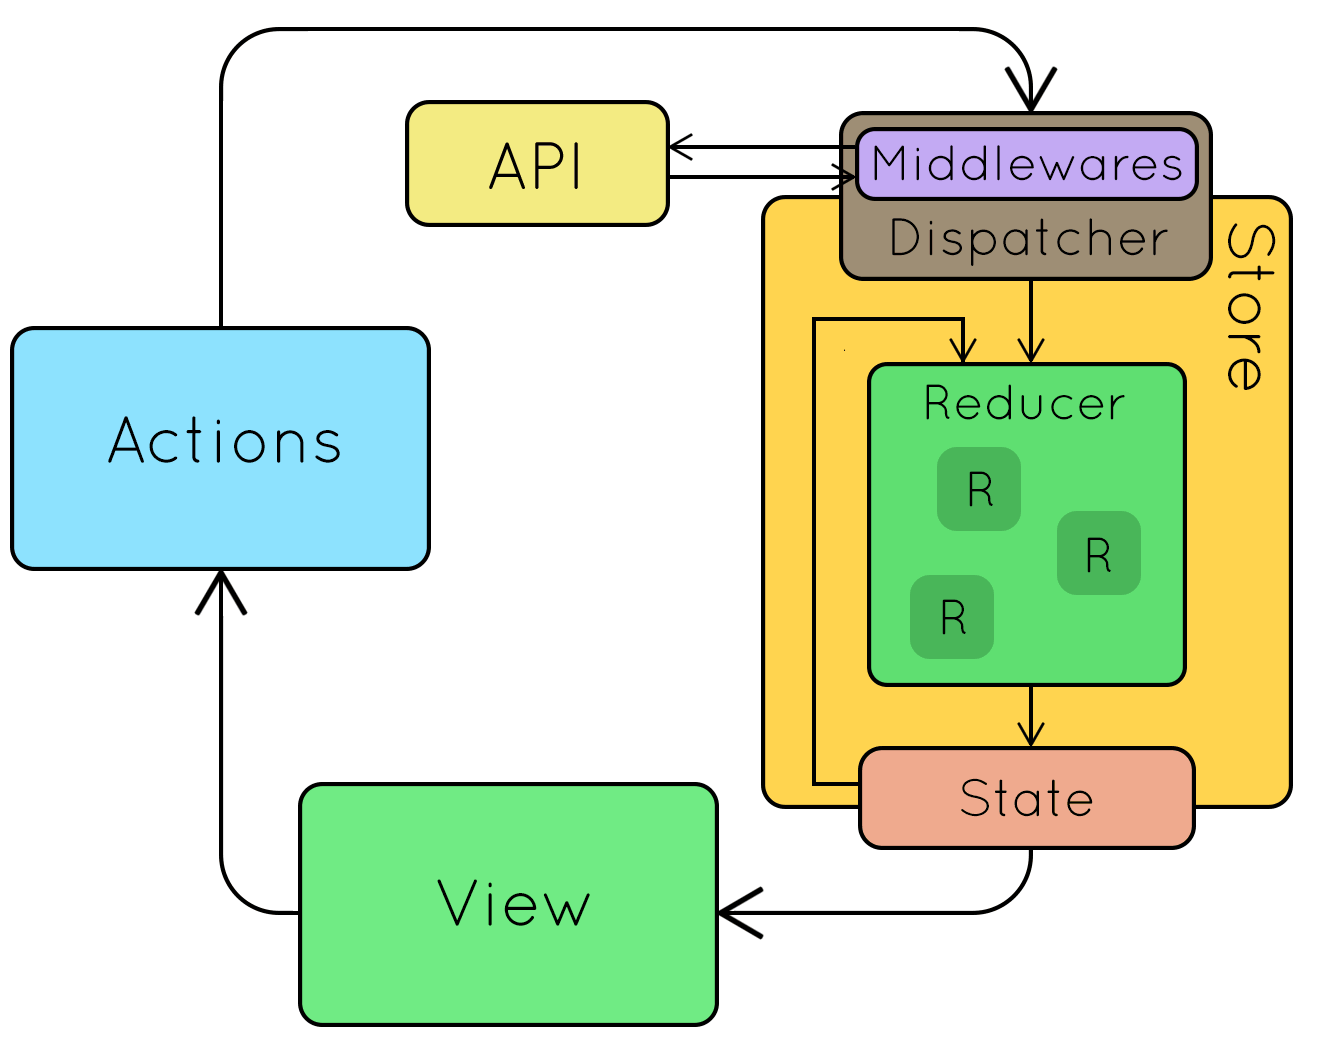 API
Middlewares
Dispatcher
Store
Actions
Reducer
R
R
R
State
View